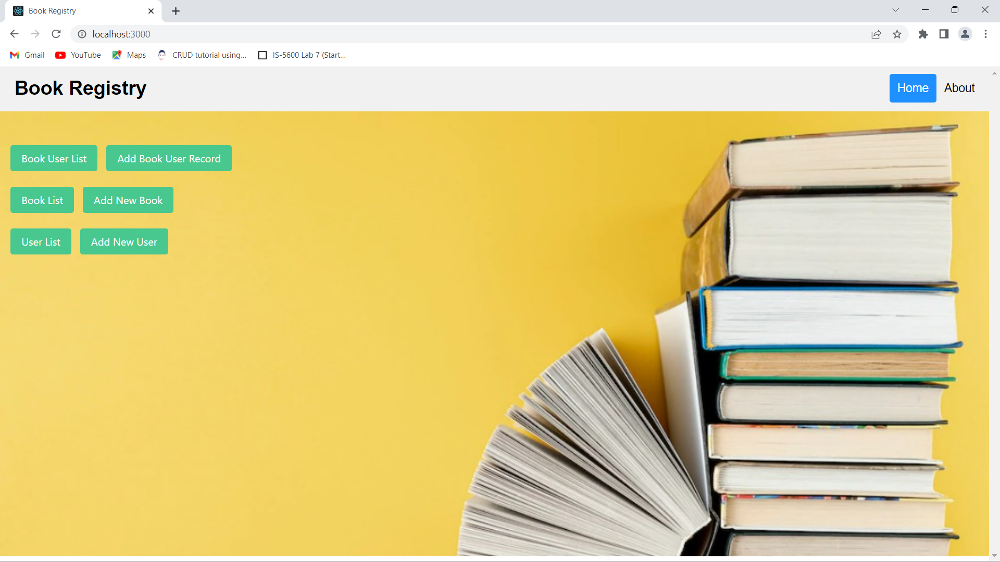 Book Registry
localhost:3000
Gmail YouTube Maps CRUD tutorial using... IS-5600 Lab 7 (Start...
Book Registry Home About
Book User List Add Book User Record
Book List Add New Book
User List Add New User